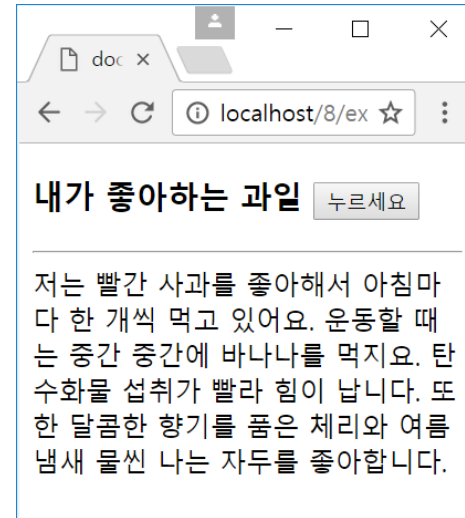 doc
localhost/8/ex
내가 좋아하는 과일 누르세요
저는 빨간 사과를 좋아해서 아침마
다 한 개씩 먹고 있어요. 운동할 때
는 중간 중간에 바나나를 먹지요. 탄
수화물 섭취가 빨라 힘이 납니다. 또
한 달콤한 향기를 품은 체리와 여름
냄새 물씬 나는 자두를 좋아합니다.